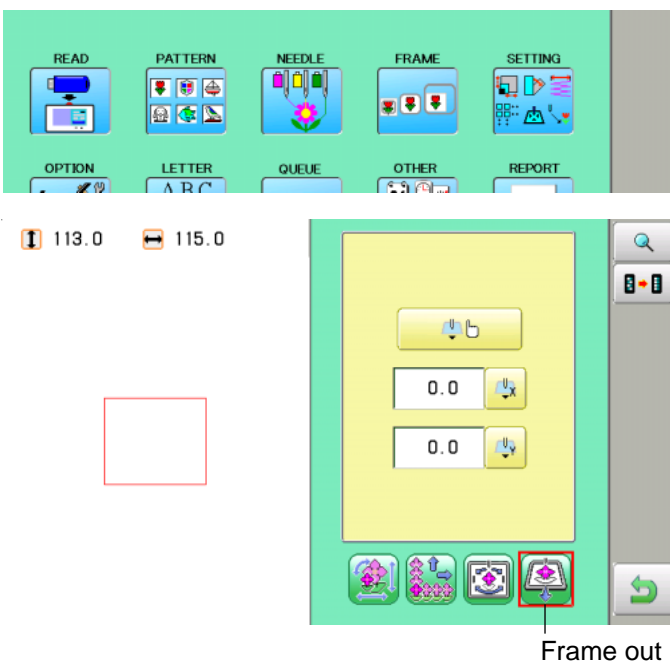 READ PATTERN NEEDLE FRAME SETTING
OPTION LETTER QUEUE OTHER REPORT
ABC
113.0 115.0
0.0 X
0.0 Y
Frame out